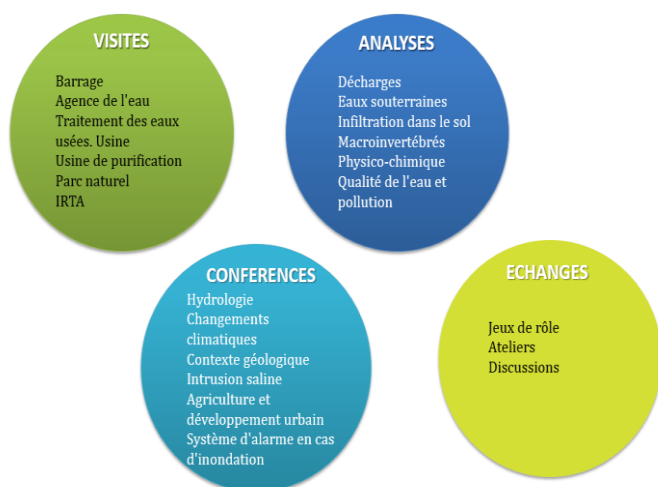 VISITES
Barrage
Agence de l'eau
Traitement des eaux
usées. Usine
Usine de purification
Parc naturel
IRTA
ANALYSES
Décharges
Eaux souterraines
Infiltration dans le sol
Macroinvertébrés
Physico-chimique
Qualité de l'eau et
pollution
CONFERENCES
Hydrologie
Changements
climatiques
Contexte géologique
Intrusion saline
Agriculture et
développement urbain
Système d'alarme en cas
d'inondation
ECHANGES
Jeux de rôle
Ateliers
Discussions